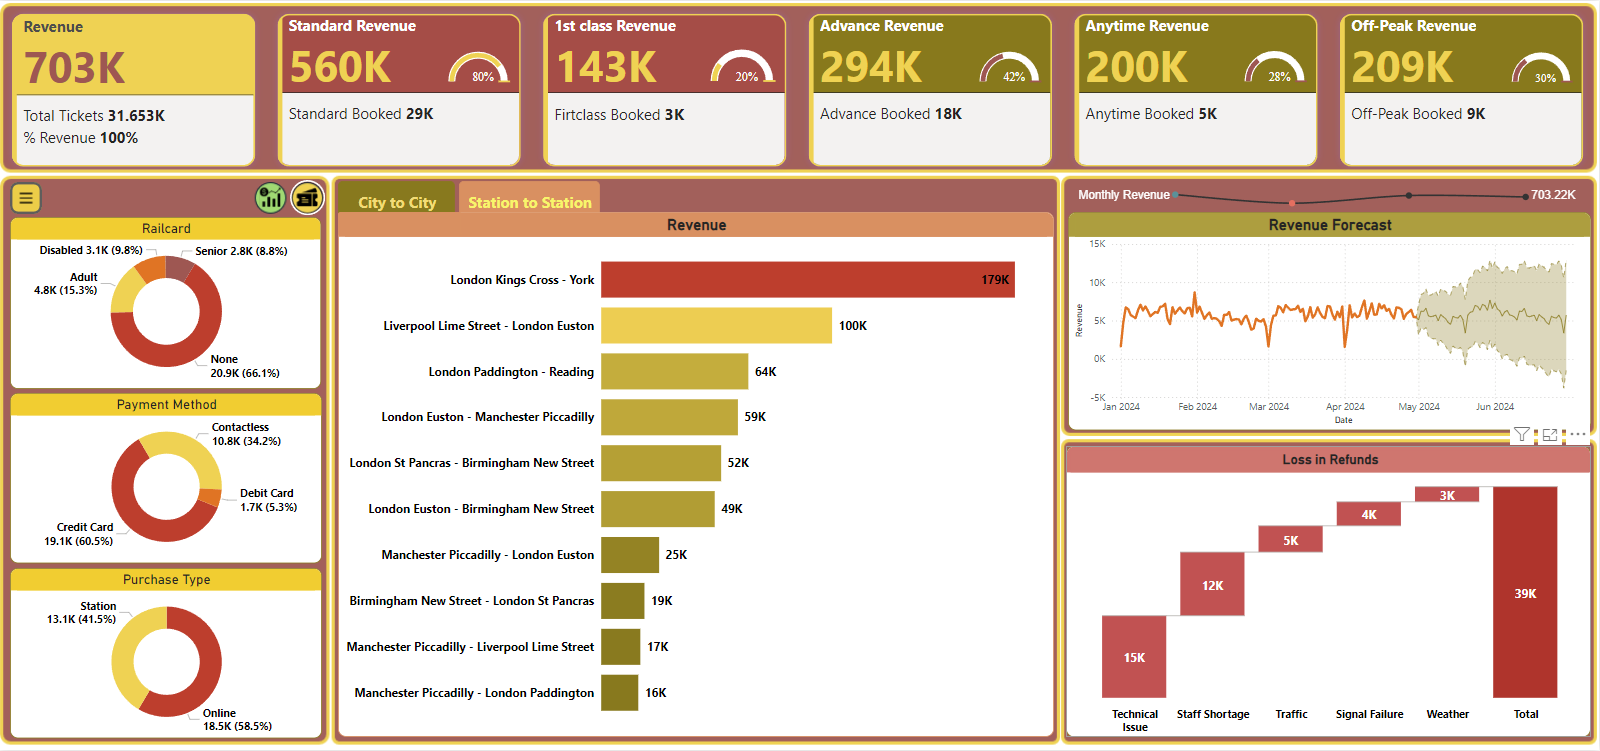 Revenue
703K
Total Tickets 31.653K
% Revenue 100%
Standard Revenue
560K
80%
Standard Booked 29K
1st class Revenue
143K
20%
Firtclass Booked 3K
Advance Revenue
294K
42%
Advance Booked 18K
Anytime Revenue
200K
28%
Anytime Booked 5K
Off-Peak Revenue
209K
30%
Off-Peak Booked 9K
Railcard
Disabled 3.1K (9.8%)
Senior 2.8K (8.8%)
Adult
4.8K (15.3%)
None
20.9K (66.1%)
Payment Method
Contactless
10.8K (34.2%)
Debit Card
1.7K (5.3%)
Credit Card
19.1K (60.5%)
Purchase Type
Station
13.1K (41.5%)
Online
18.5K (58.5%)
City to City
Station to Station
Revenue
London Kings Cross - York
179K
Liverpool Lime Street - London Euston
100K
London Paddington - Reading
64K
London Euston - Manchester Piccadilly
59K
London St Pancras - Birmingham New Street
52K
London Euston - Birmingham New Street
49K
Manchester Piccadilly - London Euston
25K
Birmingham New Street - London St Pancras
19K
Manchester Piccadilly - Liverpool Lime Street
17K
Manchester Piccadilly - London Paddington
16K
Monthly Revenue
703.22K
Revenue Forecast
Revenue
15K
10K
5K
0K
-5K
Jan 2024
Feb 2024
Mar 2024
Apr 2024
May 2024
Jun 2024
Date
Loss in Refunds
15K
12K
5K
4K
3K
39K
Technical
Issue
Staff Shortage
Traffic
Signal Failure
Weather
Total